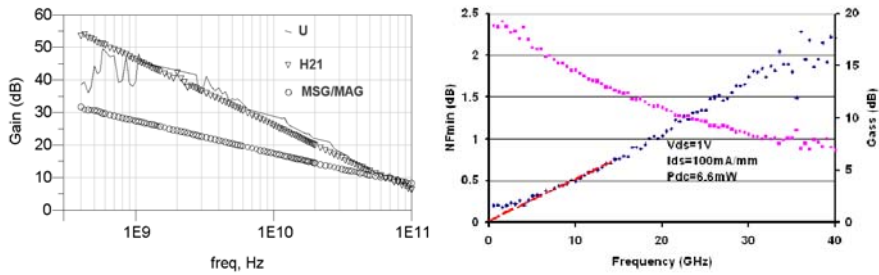 60
50
40
30
20
10
0
Gain (dB)
U
H21
MSG/MAG
1E9
1E10
1E11
freq, Hz
2.5
2
1.5
1
0.5
0
NFmin (dB)
Vds=1V
Ids=100mA/mm
Pdc=6.6mW
20
15
10
5
0
Gass (dB)
0
10
20
30
40
Frequency (GHz)